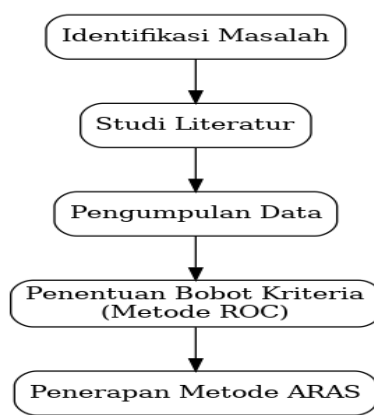 Identifikasi Masalah
Studi Literatur
Pengumpulan Data
Penentuan Bobot Kriteria
(Metode ROC)
Penerapan Metode ARAS